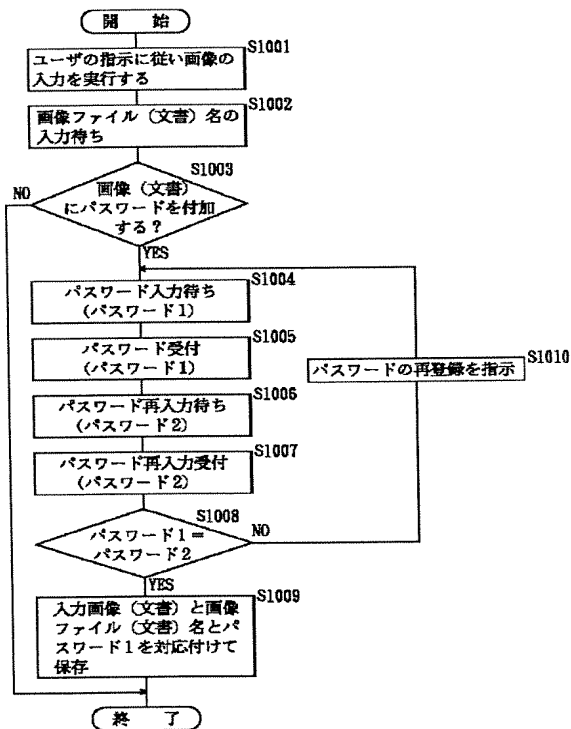 開 始
S1001
ユーザの指示に従い画像の
入力を実行する
S1002
画像ファイル(文書)名の
入力待ち
S1003
NO
画像(文書)
にパスワードを付加
する?
YES
S1004
パスワード入力待ち
(パスワード1)
S1005
パスワード受付
(パスワード1)
S1010
パスワードの再登録を指示
S1006
パスワード再入力待ち
(パスワード2)
S1007
パスワード再入力受付
(パスワード2)
S1008
パスワード1=
パスワード2
NO
YES
S1009
入力画像(文書)と画像
ファイル(文書)名とパ
スワード1を対応付けて
保存
終 了